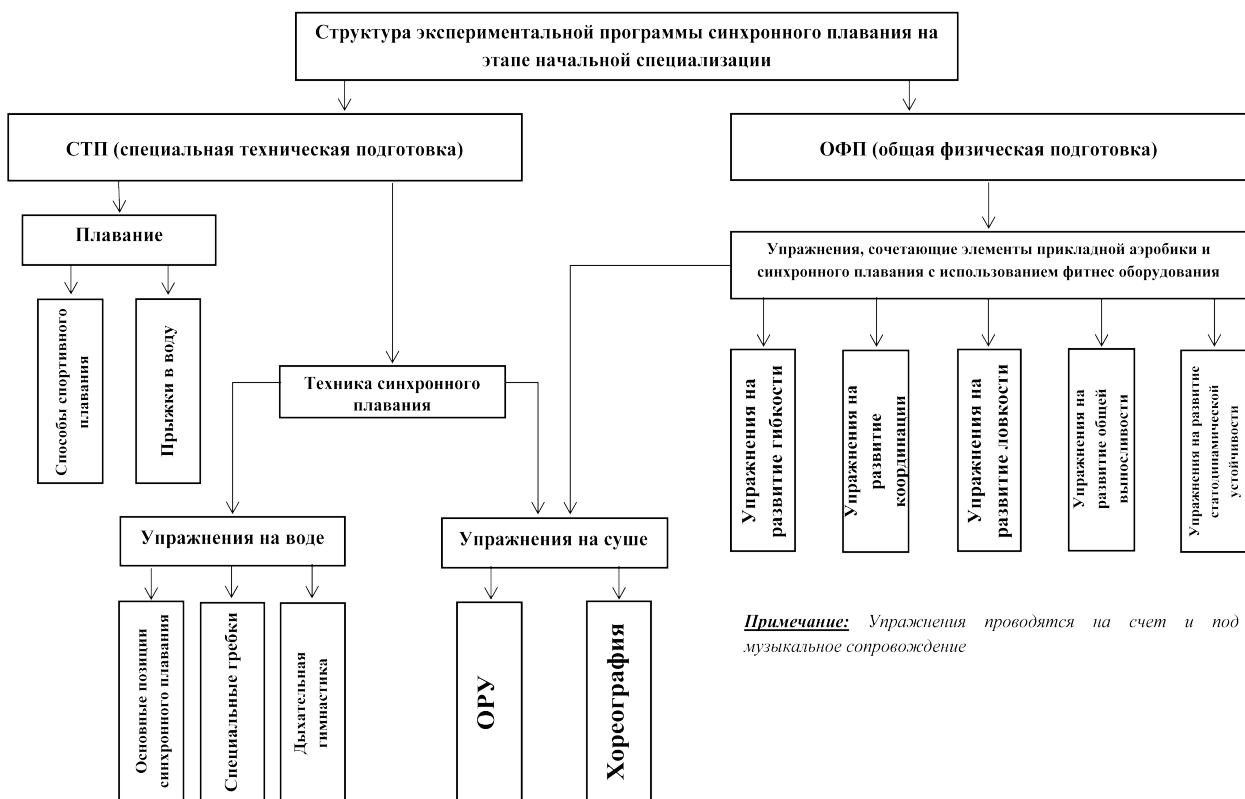 Структура экспериментальной программы синхронного плавания на
этапе начальной специализации
СТП (специальная техническая подготовка)
ОФП (общая физическая подготовка)
Плавание
Упражнения, сочетающие элементы прикладной аэробики и
синхронного плавания с использованием фитнес оборудования
Способы спортивного
плавания
Прыжки в воду
Техника синхронного
плавания
Упражнения на
развитие гибкости
Упражнения на
развитие
координации
Упражнения на
развитие ловкости
Упражнения на
развитие общей
выносливости
Упражнения на развитие
статодинамической
устойчивости
Упражнения на воде
Упражнения на суше
Основные позиции
синхронного плавания
Специальные гребки
Дыхательная
гимнастика
ОРУ
Хореография
Примечание: Упражнения проводятся на счет и под
музыкальное сопровождение